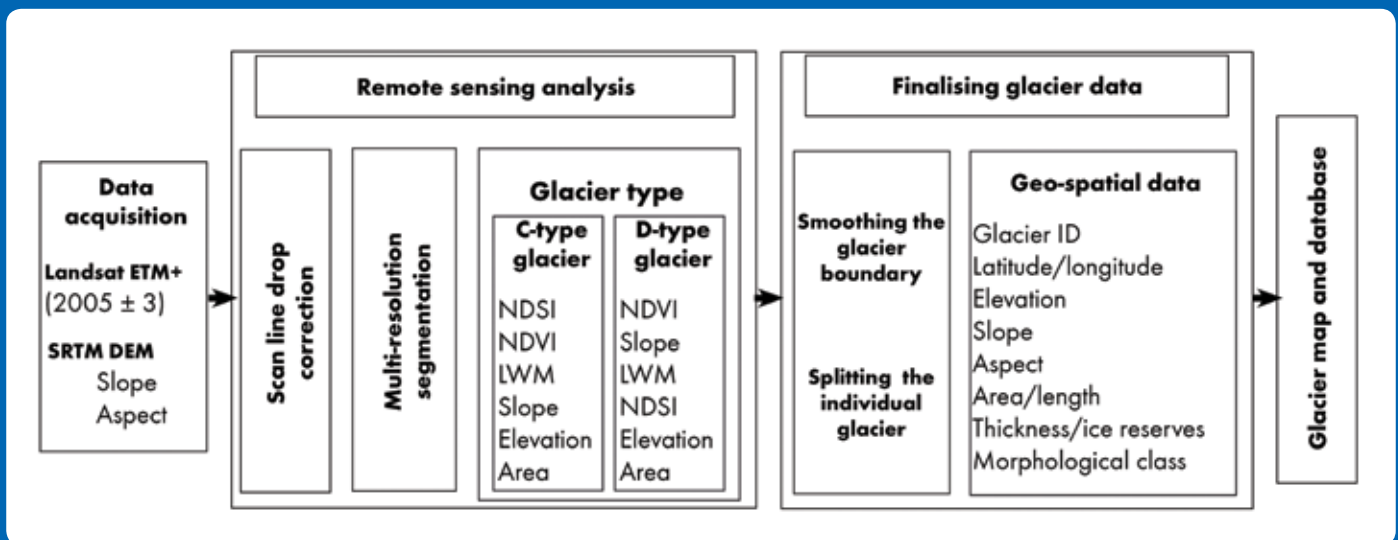 Data
acquisition
Landsat ETM+
(2005 ± 3)
SRTM DEM
Slope
Aspect
Remote sensing analysis
Scan line drop
correction
Multi-resolution
segmentation
Glacier type
C-type
glacier
NDSI
NDVI
LWM
Slope
Elevation
Area
D-type
glacier
NDVI
Slope
LWM
NDSI
Elevation
Area
Finalising glacier data
Smoothing the
glacier
boundary
Splitting the
individual
glacier
Geo-spatial data
Glacier ID
Latitude/longitude
Elevation
Slope
Aspect
Area/length
Thickness/ice reserves
Morphological class
Glacier map and database